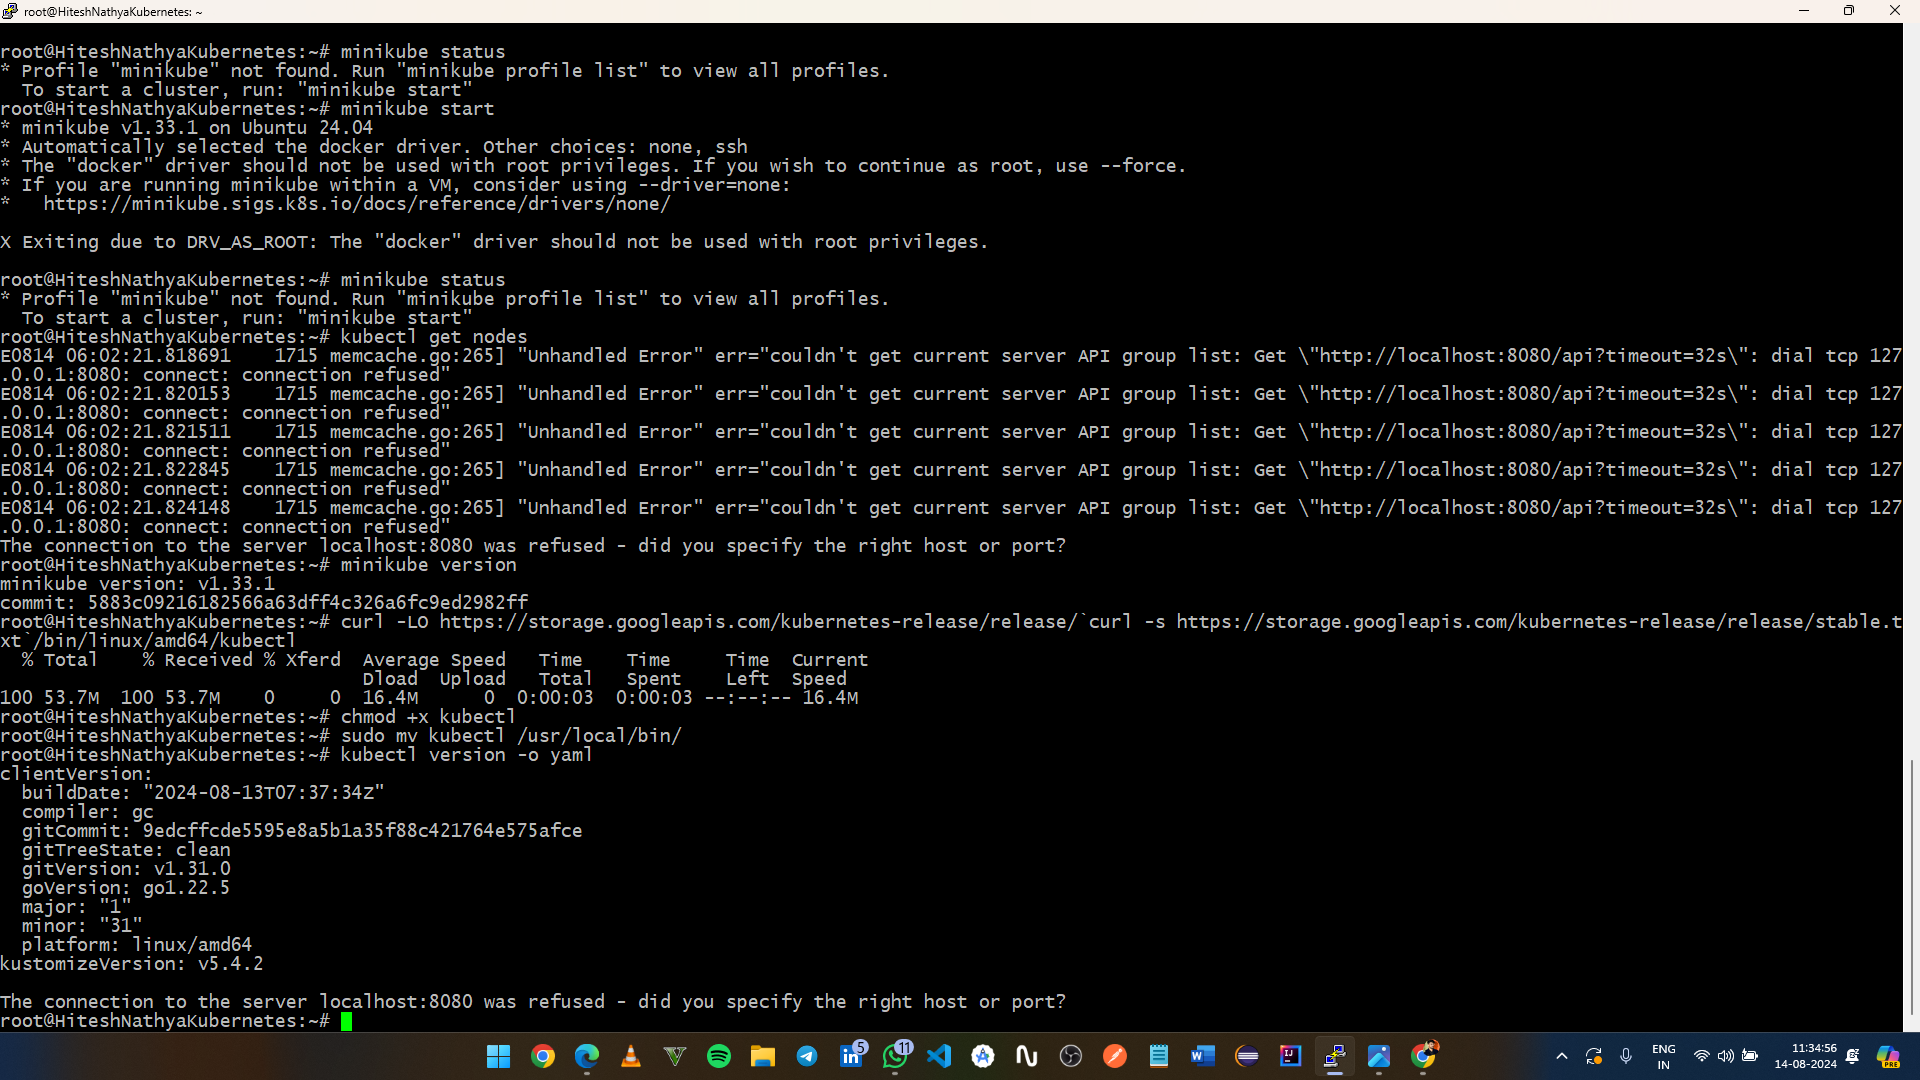 root@HiteshNathyaKubernetes: ~
root@HiteshNathyaKubernetes:~# minikube status
* Profile "minikube" not found. Run "minikube profile list" to view all profiles.
  To start a cluster, run: "minikube start"
root@HiteshNathyaKubernetes:~# minikube start
* minikube v1.33.1 on Ubuntu 24.04
* Automatically selected the docker driver. Other choices: none, ssh
* The "docker" driver should not be used with root privileges. If you wish to continue as root, use --force.
* If you are running minikube within a VM, consider using --driver=none:
*   https://minikube.sigs.k8s.io/docs/reference/drivers/none/
X Exiting due to DRV_AS_ROOT: The "docker" driver should not be used with root privileges.
root@HiteshNathyaKubernetes:~# minikube status
* Profile "minikube" not found. Run "minikube profile list" to view all profiles.
  To start a cluster, run: "minikube start"
root@HiteshNathyaKubernetes:~# kubectl get nodes
E0814 06:02:21.818691    1715 memcache.go:265] "Unhandled Error" err="couldn't get current server API group list: Get \"http://localhost:8080/api?timeout=32s\": dial tcp 127
.0.0.1:8080: connect: connection refused"
E0814 06:02:21.820153    1715 memcache.go:265] "Unhandled Error" err="couldn't get current server API group list: Get \"http://localhost:8080/api?timeout=32s\": dial tcp 127
.0.0.1:8080: connect: connection refused"
E0814 06:02:21.821511    1715 memcache.go:265] "Unhandled Error" err="couldn't get current server API group list: Get \"http://localhost:8080/api?timeout=32s\": dial tcp 127
.0.0.1:8080: connect: connection refused"
E0814 06:02:21.822845    1715 memcache.go:265] "Unhandled Error" err="couldn't get current server API group list: Get \"http://localhost:8080/api?timeout=32s\": dial tcp 127
.0.0.1:8080: connect: connection refused"
E0814 06:02:21.824148    1715 memcache.go:265] "Unhandled Error" err="couldn't get current server API group list: Get \"http://localhost:8080/api?timeout=32s\": dial tcp 127
.0.0.1:8080: connect: connection refused"
The connection to the server localhost:8080 was refused - did you specify the right host or port?
root@HiteshNathyaKubernetes:~# minikube version
minikube version: v1.33.1
commit: 5883c09216182566a63dff4c326a6fc9ed2982ff
root@HiteshNathyaKubernetes:~# curl -LO https://storage.googleapis.com/kubernetes-release/release/`curl -s https://storage.googleapis.com/kubernetes-release/release/stable.t
xt`/bin/linux/amd64/kubectl
  % Total    % Received % Xferd  Average Speed   Time    Time     Time  Current
                                 Dload  Upload   Total   Spent    Left  Speed
100 53.7M  100 53.7M    0     0  16.4M      0  0:00:03  0:00:03 --:--:-- 16.4M
root@HiteshNathyaKubernetes:~# chmod +x kubectl
root@HiteshNathyaKubernetes:~# sudo mv kubectl /usr/local/bin/
root@HiteshNathyaKubernetes:~# kubectl version -o yaml
clientVersion:
  buildDate: "2024-08-13T07:37:34Z"
  compiler: gc
  gitCommit: 9edcffcde5595e8a5b1a35f88c421764e575afce
  gitTreeState: clean
  gitVersion: v1.31.0
  goVersion: go1.22.5
  major: "1"
  minor: "31"
  platform: linux/amd64
kustomizeVersion: v5.4.2
The connection to the server localhost:8080 was refused - did you specify the right host or port?
root@HiteshNathyaKubernetes:~#
5
11
ENG
IN
11:34:56
14-08-2024
PRE